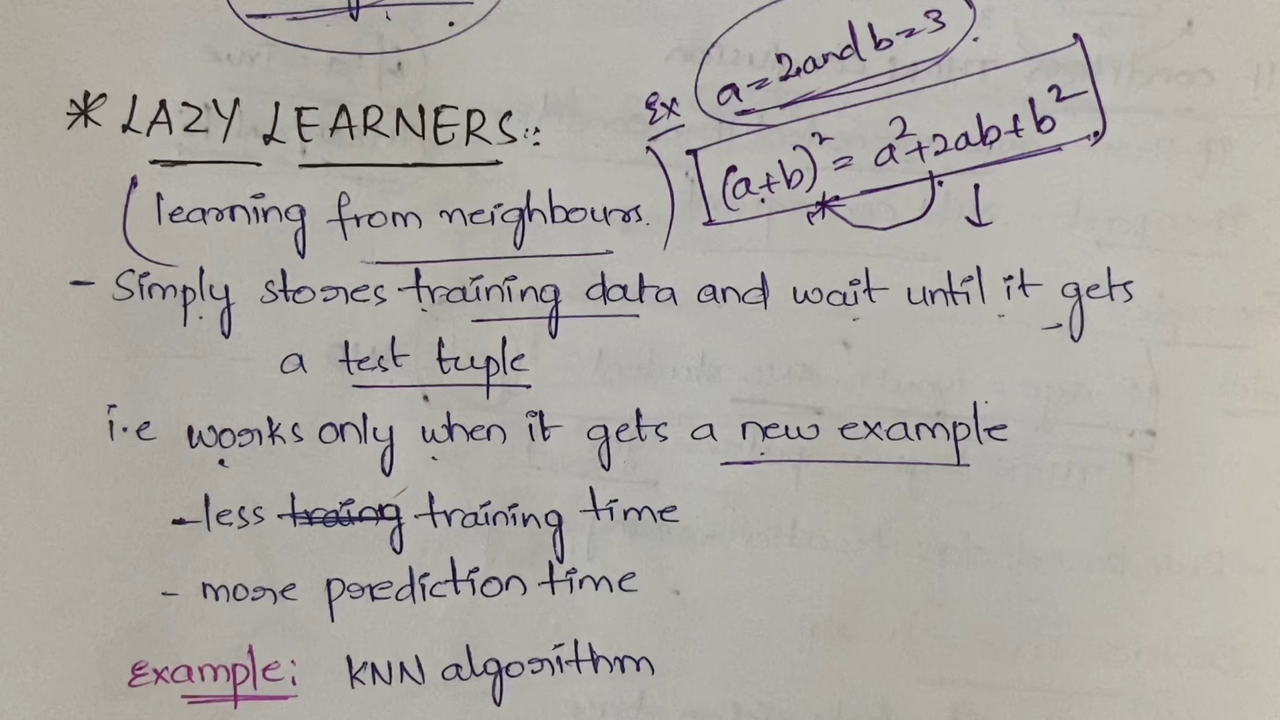 Ex a=2 and b=3.
* LAZY LEARNERS::
(a+b)² = a²+2ab+b²
(learning from neighbours.)
- Simply stores training data and wait until it gets
a test tuple
i.e works only when it gets a new example
- less traing training time
- more prediction time
Example: KNN algorithm